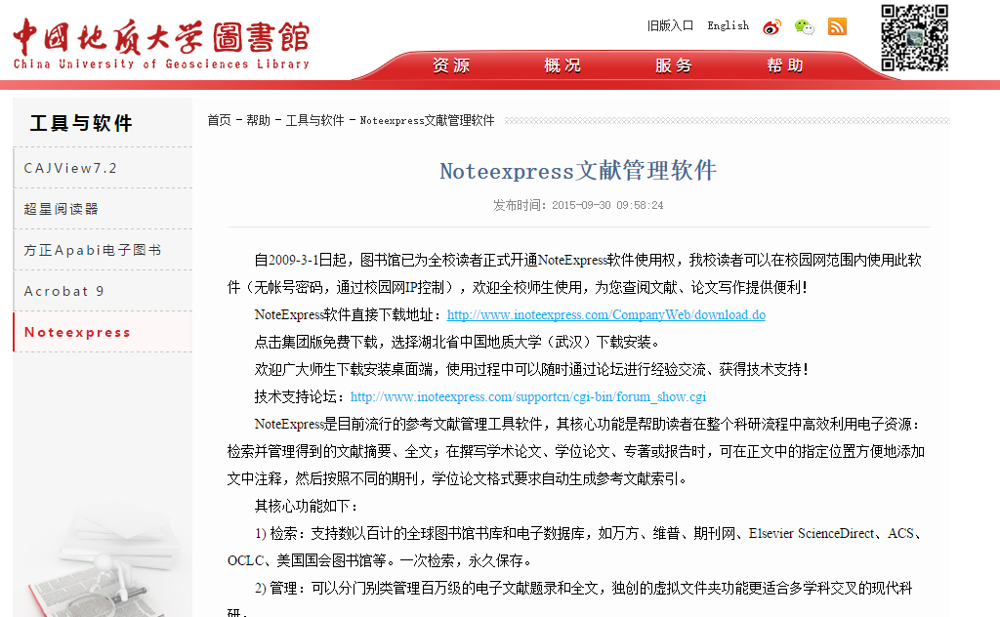 中国地质大学圖書館
China University of Geosciences Library
旧版入口 English
资源 概况 服务 帮助
工具与软件
CAJView7.2
超星阅读器
方正Apabi电子图书
Acrobat 9
Noteexpress
首页 - 帮助 - 工具与软件 - Noteexpress文献管理软件
Noteexpress文献管理软件
发布时间：2015-09-30 09:58:24
自2009-3-1日起，图书馆已为全校读者正式开通NoteExpress软件使用权，我校读者可以在校园网范围内使用此软
件（无帐号密码，通过校园网IP控制），欢迎全校师生使用，为您查阅文献、论文写作提供便利！
NoteExpress软件直接下载地址：http://www.inoteexpress.com/CompanyWeb/download.do
点击集团版免费下载，选择湖北省中国地质大学（武汉）下载安装。
欢迎广大师生下载安装桌面端，使用过程中可以随时通过论坛进行经验交流、获得技术支持！
技术支持论坛：http://www.inoteexpress.com/supportcn/cgi-bin/forum_show.cgi
NoteExpress是目前流行的参考文献管理工具软件，其核心功能是帮助读者在整个科研流程中高效利用电子资源：
检索并管理得到的文献摘要、全文；在撰写学术论文、学位论文、专著或报告时，可在正文中的指定位置方便地添加
文中注释，然后按照不同的期刊，学位论文格式要求自动生成参考文献索引。
其核心功能如下：
1) 检索：支持数以百计的全球图书馆书库和电子数据库，如万方、维普、期刊网、Elsevier ScienceDirect、ACS、
OCLC、美国国会图书馆等。一次检索，永久保存。
2) 管理：可以分门别类管理百万级的电子文献题录和全文，独创的虚拟文件夹功能更适合多学科交叉的现代科
研。